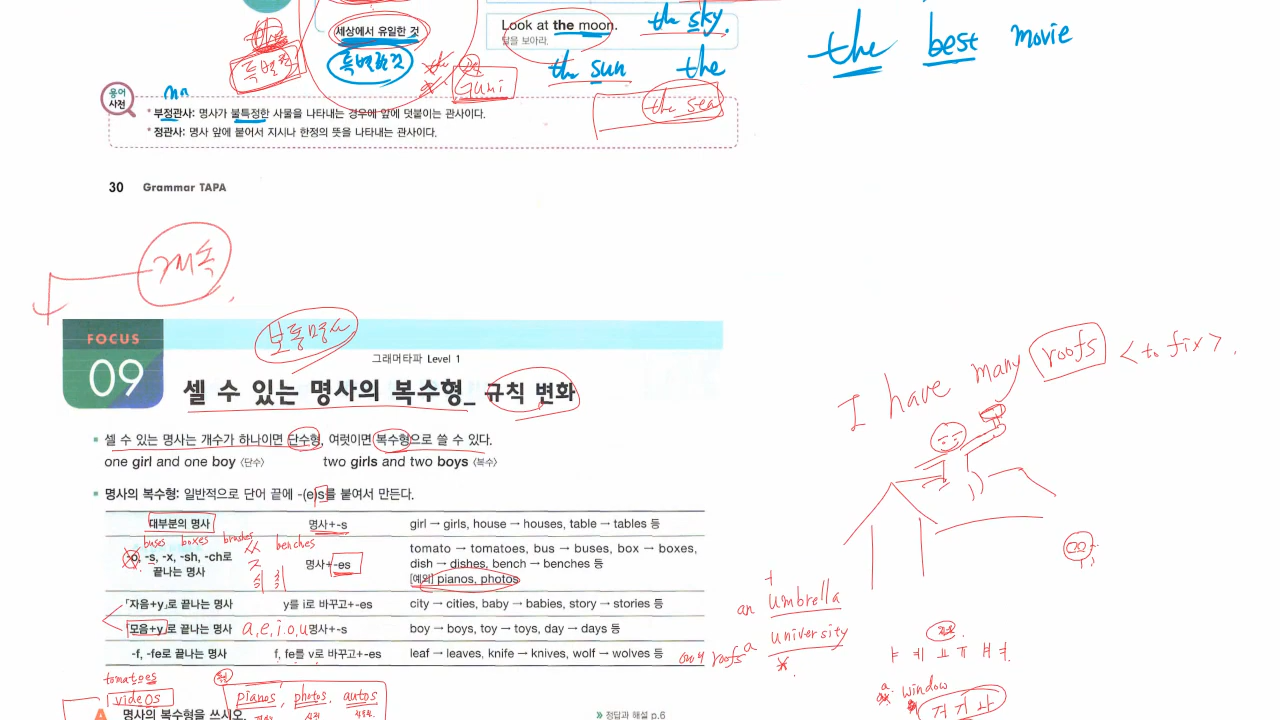 세상에서 유일한 것
Look at the moon.
달을 보아라.
the sky.
the best movie
특별한 것
Gumi
the sun the
the sea
용어
사전
* 부정관사: 명사가 불특정한 사물을 나타내는 경우에 앞에 덧붙이는 관사이다.
* 정관사: 명사 앞에 붙어서 지시나 한정의 뜻을 나타내는 관사이다.
30 Grammar TAPA
계속
FOCUS
09
보통명사
그래머타파 Level 1
셀 수 있는 명사의 복수형_ 규칙 변화
I have many roofs <to fix>.
셀 수 있는 명사는 개수가 하나이면 단수형, 여럿이면 복수형으로 쓸 수 있다.
one girl and one boy <단수> two girls and two boys <복수>
명사의 복수형: 일반적으로 단어 끝에 -(e)s를 붙여서 만든다.
대부분의 명사 명사+-s girl → girls, house → houses, table → tables 등
buses boxes brushes benches
-o, -s, -x, -sh, -ch로 끝나는 명사 명사+-es
tomato → tomatoes, bus → buses, box → boxes,
dish → dishes, bench → benches 등
[예외] pianos, photos
「자음+y」로 끝나는 명사 y를 i로 바꾸고+-es city → cities, baby → babies, story → stories 등
모음+y」로 끝나는 명사 a,e,i.o,u 명사+-s boy → boys, toy → toys, day → days 등
-f, -fe로 끝나는 명사 f, fe를 v로 바꾸고+-es leaf → leaves, knife → knives, wolf → wolves 등
roofs
an umbrella
a university
a window
tomatoes
videos
pianos, photos. autos
A 명사의 복수형을 쓰시오.
정답과 해설 p.6